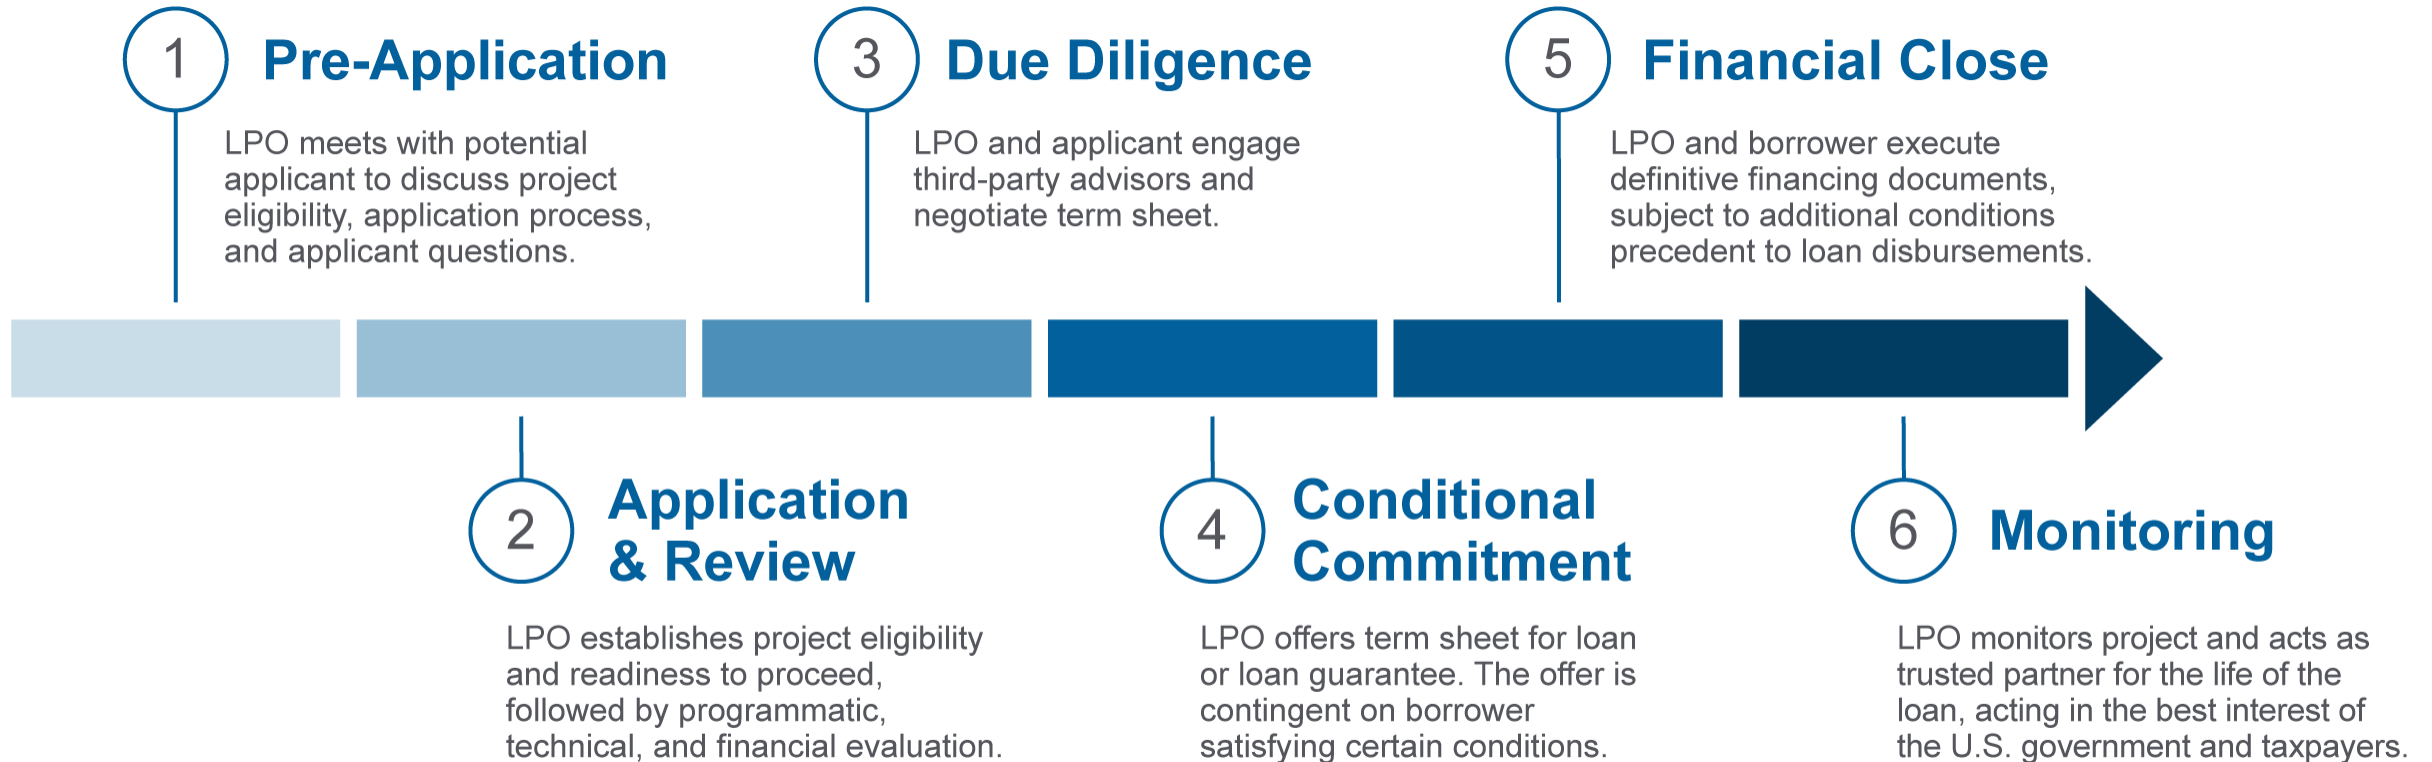 1
Pre-Application
LPO meets with potential
applicant to discuss project
eligibility, application process,
and applicant questions.
2
Application
& Review
LPO establishes project eligibility
and readiness to proceed,
followed by programmatic,
technical, and financial evaluation.
3
Due Diligence
LPO and applicant engage
third-party advisors and
negotiate term sheet.
4
Conditional
Commitment
LPO offers term sheet for loan
or loan guarantee. The offer is
contingent on borrower
satisfying certain conditions.
5
Financial Close
LPO and borrower execute
definitive financing documents,
subject to additional conditions
precedent to loan disbursements.
6
Monitoring
LPO monitors project and acts as
trusted partner for the life of the
loan, acting in the best interest of
the U.S. government and taxpayers.